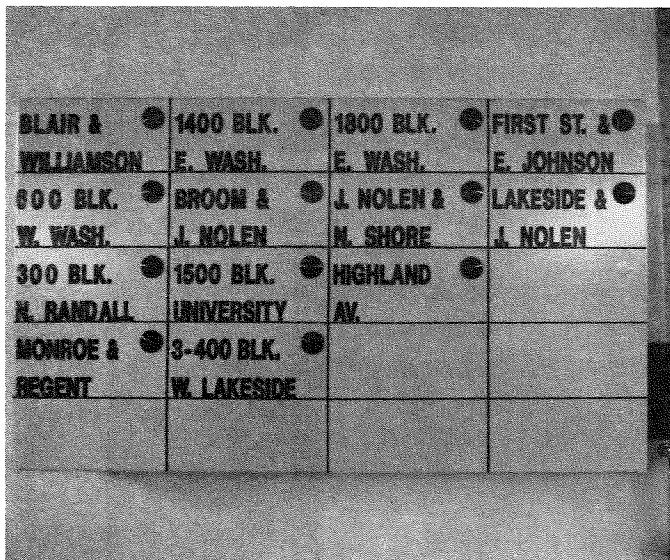 BLAIR &
WILLIAMSON
1400 BLK.
E. WASH.
1800 BLK.
E. WASH.
FIRST ST. &
E. JOHNSON
600 BLK.
W. WASH.
BROOM &
J. NOLEN
J. NOLEN &
N. SHORE
LAKESIDE &
J. NOLEN
300 BLK.
N. RANDALL
1500 BLK.
UNIVERSITY
HIGHLAND
AV.
MONROE &
REGENT
3-400 BLK.
W. LAKESIDE